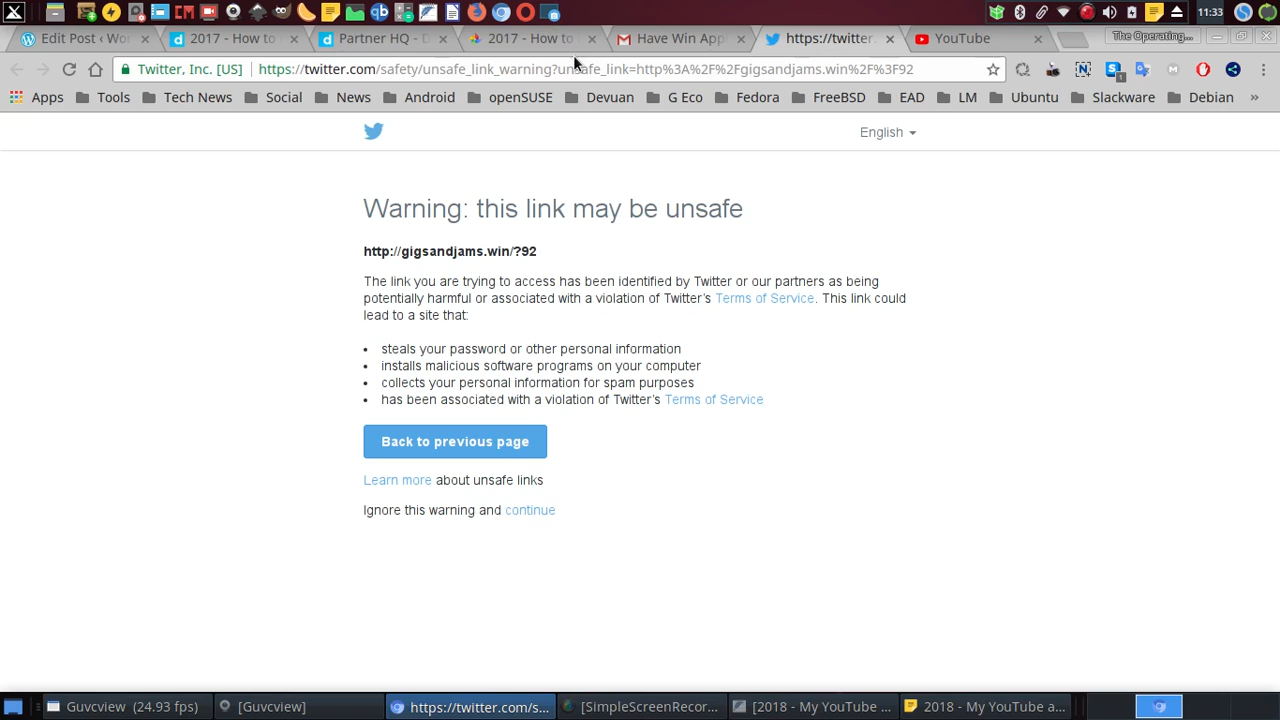 11:33
Edit Post ‹ Wo
2017 - How to
Partner HQ - D
2017 - How to
Have Win App
https://twitter.
YouTube
The Operating...
Twitter, Inc. [US]
https://twitter.com/safety/unsafe_link_warning?unsafe_link=http%3A%2F%2Fgigsandjams.win%2F%3F92
Apps
Tools
Tech News
Social
News
Android
openSUSE
Devuan
G Eco
Fedora
FreeBSD
EAD
LM
Ubuntu
Slackware
Debian
»
English
Warning: this link may be unsafe
http://gigsandjams.win/?92
The link you are trying to access has been identified by Twitter or our partners as being
potentially harmful or associated with a violation of Twitter's Terms of Service. This link could
lead to a site that:
• steals your password or other personal information
• installs malicious software programs on your computer
• collects your personal information for spam purposes
• has been associated with a violation of Twitter's Terms of Service
Back to previous page
Learn more about unsafe links
Ignore this warning and continue
Guvcview (24.93 fps)
[Guvcview]
https://twitter.com/s...
[SimpleScreenRecor...
[2018 - My YouTube ...
2018 - My YouTube a...